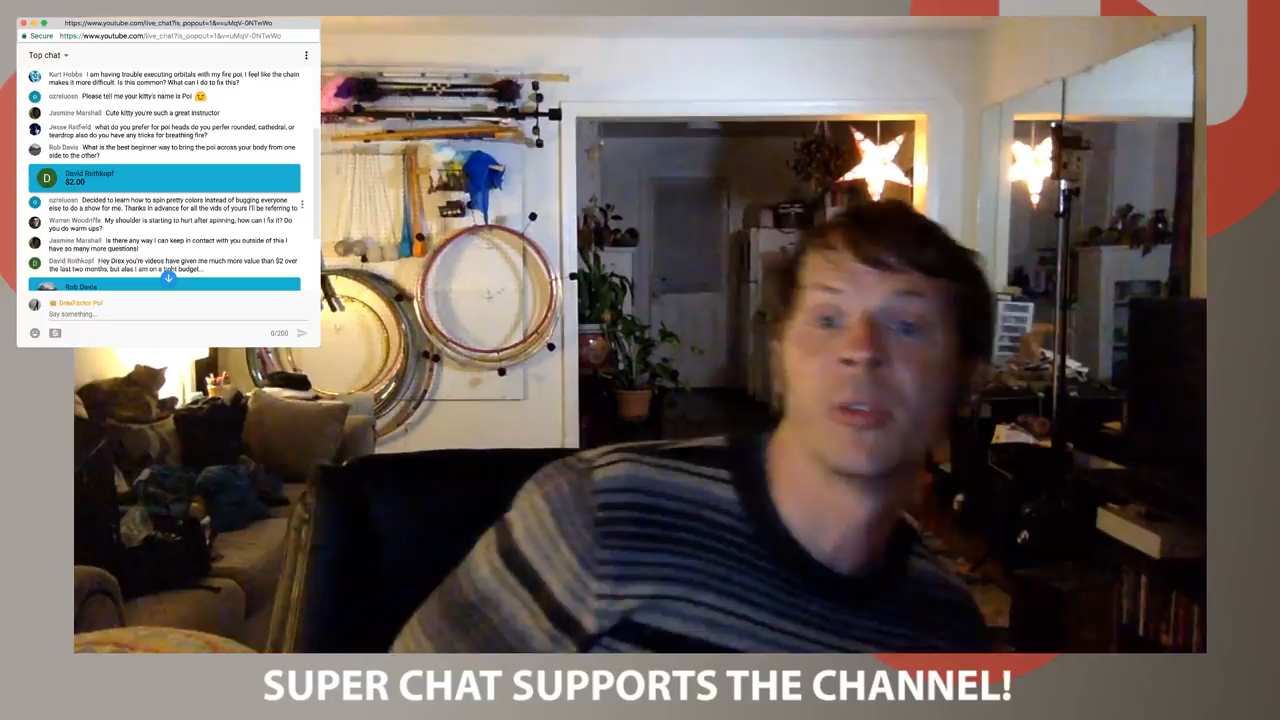 https://www.youtube.com/live_chat?is_popout=1&v=uMqV-0NTwWo
Secure https://www.youtube.com/live_chat?is_popout=1&v=uMqV-0NTwWo
Top chat
Kurt Hobbs I am having trouble executing orbitals with my fire poi, I feel like the chain
makes it more difficult. Is this common? What can I do to fix this?
ozreluosn Please tell me your kitty's name is Poi
Jasmine Marshall Cute kitty you're such a great instructor
Jesse Ratfield what do you prefer for poi heads do you perfer rounded, cathedral, or
teardrop also do you have any tricks for breathing fire?
Rob Davis What is the best beginner way to bring the poi across your body from one
side to the other?
D David Rothkopf
$2.00
ozreluosn Decided to learn how to spin pretty colors instead of bugging everyone
else to do a show for me. Thanks in advance for all the vids of yours I'll be referring to
Warren Woodriffe My shoulder is starting to hurt after spinning, how can I fix it? Do
you do warm ups?
Jasmine Marshall Is there any way I can keep in contact with you outside of this I
have so many more questions!
D David Rothkopf Hey Drex you're videos have given me much more value than $2 over
the last two months, but alas I am on a tight budget...
Rob Davis
DrexFactor Poi
Say something...
0/200
SUPER CHAT SUPPORTS THE CHANNEL!